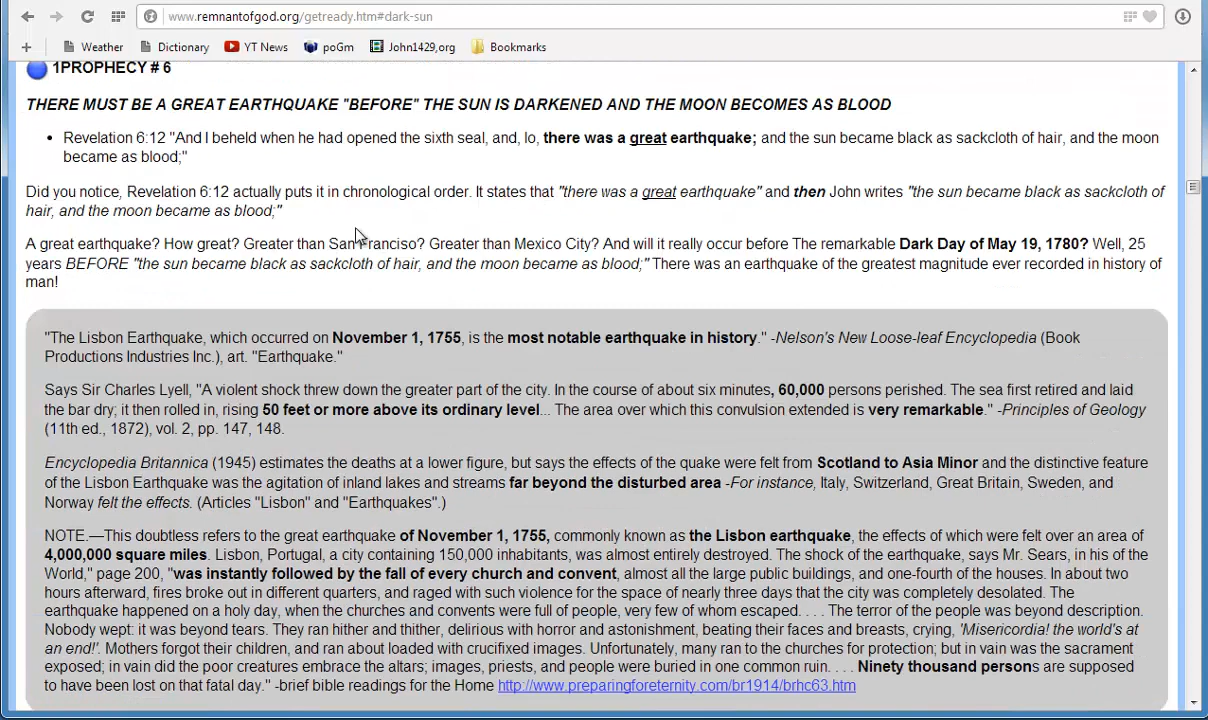 www.remnantofgod.org/getready.htm#dark-sun
Weather Dictionary YT News poGm John1429,org Bookmarks
1PROPHECY # 6
THERE MUST BE A GREAT EARTHQUAKE "BEFORE" THE SUN IS DARKENED AND THE MOON BECOMES AS BLOOD
• Revelation 6:12 "And I beheld when he had opened the sixth seal, and, lo, there was a great earthquake; and the sun became black as sackcloth of hair, and the moon
became as blood;"
Did you notice, Revelation 6:12 actually puts it in chronological order. It states that "there was a great earthquake" and then John writes "the sun became black as sackcloth of
hair, and the moon became as blood;"
A great earthquake? How great? Greater than San Franciso? Greater than Mexico City? And will it really occur before The remarkable Dark Day of May 19, 1780? Well, 25
years BEFORE "the sun became black as sackcloth of hair, and the moon became as blood;" There was an earthquake of the greatest magnitude ever recorded in history of
man!
"The Lisbon Earthquake, which occurred on November 1, 1755, is the most notable earthquake in history." -Nelson's New Loose-leaf Encyclopedia (Book
Productions Industries Inc.), art. "Earthquake."
Says Sir Charles Lyell, "A violent shock threw down the greater part of the city. In the course of about six minutes, 60,000 persons perished. The sea first retired and laid
the bar dry; it then rolled in, rising 50 feet or more above its ordinary level... The area over which this convulsion extended is very remarkable." -Principles of Geology
(11th ed., 1872), vol. 2, pp. 147, 148.
Encyclopedia Britannica (1945) estimates the deaths at a lower figure, but says the effects of the quake were felt from Scotland to Asia Minor and the distinctive feature
of the Lisbon Earthquake was the agitation of inland lakes and streams far beyond the disturbed area -For instance, Italy, Switzerland, Great Britain, Sweden, and
Norway felt the effects. (Articles "Lisbon" and "Earthquakes".)
NOTE.—This doubtless refers to the great earthquake of November 1, 1755, commonly known as the Lisbon earthquake, the effects of which were felt over an area of
4,000,000 square miles. Lisbon, Portugal, a city containing 150,000 inhabitants, was almost entirely destroyed. The shock of the earthquake, says Mr. Sears, in his of the
World," page 200, "was instantly followed by the fall of every church and convent, almost all the large public buildings, and one-fourth of the houses. In about two
hours afterward, fires broke out in different quarters, and raged with such violence for the space of nearly three days that the city was completely desolated. The
earthquake happened on a holy day, when the churches and convents were full of people, very few of whom escaped. . . . The terror of the people was beyond description.
Nobody wept: it was beyond tears. They ran hither and thither, delirious with horror and astonishment, beating their faces and breasts, crying, 'Misericordia! the world's at
an end!'. Mothers forgot their children, and ran about loaded with crucifixed images. Unfortunately, many ran to the churches for protection; but in vain was the sacrament
exposed; in vain did the poor creatures embrace the altars; images, priests, and people were buried in one common ruin. . . . Ninety thousand persons are supposed
to have been lost on that fatal day." -brief bible readings for the Home http://www.preparingforeternity.com/br1914/brhc63.htm